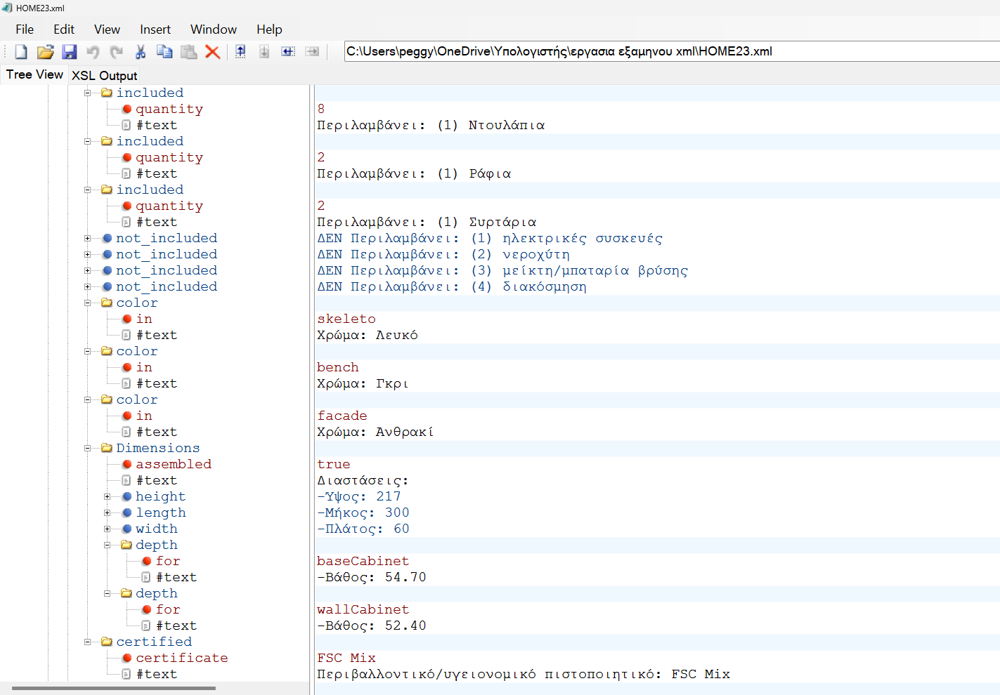 HOME23.xml
File Edit View Insert Window Help
C:\Users\peggy\OneDrive\Υπολογιστής\εργασια εξαμηνου xml\HOME23.xml
Tree View XSL Output
included
quantity 8
#text Περιλαμβάνει: (1) Ντουλάπια
included
quantity 2
#text Περιλαμβάνει: (1) Ράφια
included
quantity 2
#text Περιλαμβάνει: (1) Συρτάρια
not_included ΔΕΝ Περιλαμβάνει: (1) ηλεκτρικές συσκευές
not_included ΔΕΝ Περιλαμβάνει: (2) νεροχύτη
not_included ΔΕΝ Περιλαμβάνει: (3) μείκτη/μπαταρία βρύσης
not_included ΔΕΝ Περιλαμβάνει: (4) διακόσμηση
color
in skeleto
#text Χρώμα: Λευκό
color
in bench
#text Χρώμα: Γκρι
color
in facade
#text Χρώμα: Ανθρακί
Dimensions
assembled true
#text Διαστάσεις:
height -Ύψος: 217
length -Μήκος: 300
width -Πλάτος: 60
depth
for baseCabinet
#text -Βάθος: 54.70
depth
for wallCabinet
#text -Βάθος: 52.40
certified
certificate FSC Mix
#text Περιβαλλοντικό/υγειονομικό πιστοποιητικό: FSC Mix